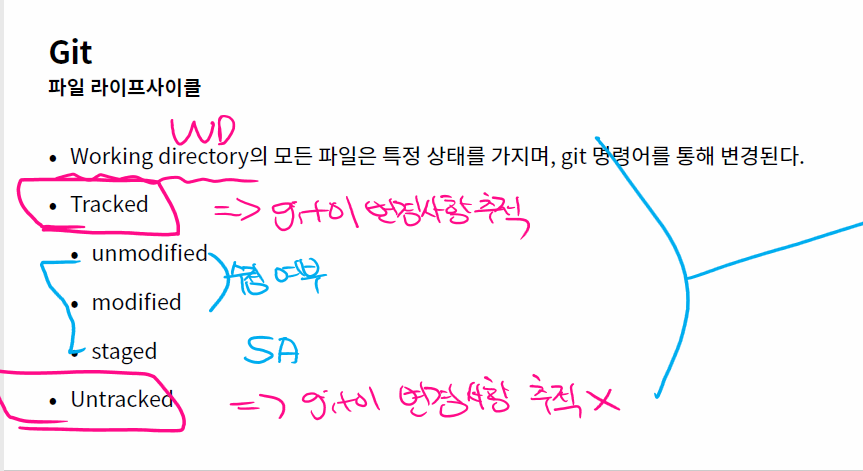 Git
파일 라이프사이클
WD
• Working directory의 모든 파일은 특정 상태를 가지며, git 명령어를 통해 변경된다.
• Tracked => git이 변경사항 추적
• unmodified
수정 여부
• modified
• staged SA
• Untracked => git이 변경사항 추적 X